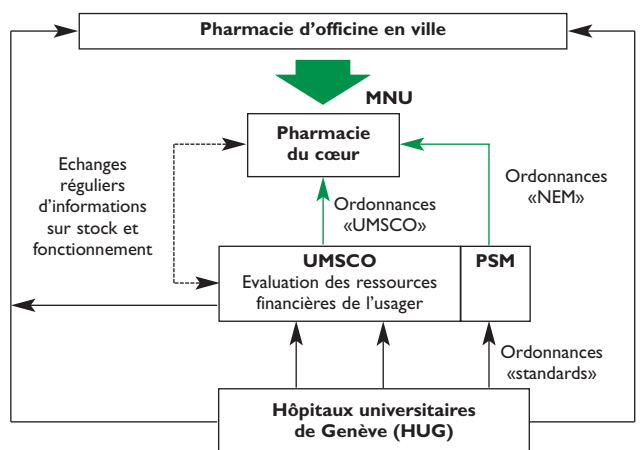 Pharmacie d’officine en ville
MNU
Pharmacie
du cœur
Echanges
réguliers
d’informations
sur stock et
fonctionnement
Ordonnances
«UMSCO»
Ordonnances
«NEM»
UMSCO
Evaluation des ressources
financières de l’usager
PSM
Ordonnances
«standards»
Hôpitaux universitaires
de Genève (HUG)